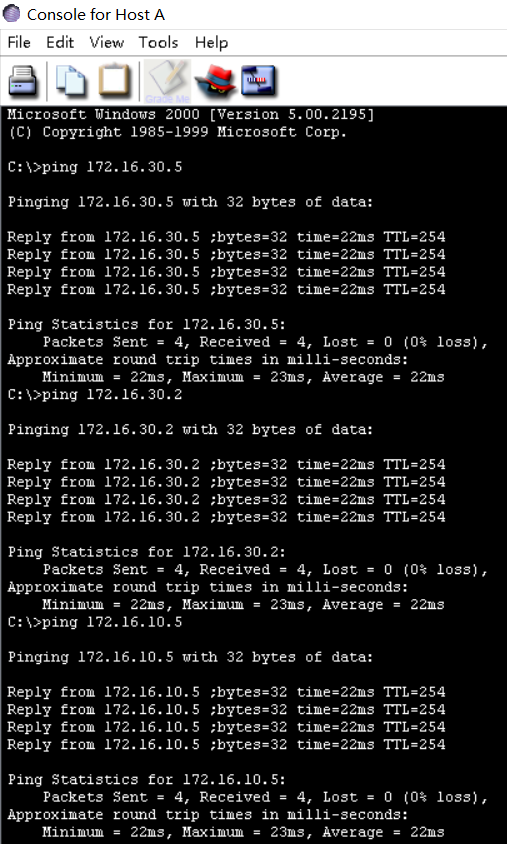 Console for Host A
File Edit View Tools Help
Grade Me
Microsoft Windows 2000 [Version 5.00.2195]
(C) Copyright 1985-1999 Microsoft Corp.
C:\>ping 172.16.30.5
Pinging 172.16.30.5 with 32 bytes of data:
Reply from 172.16.30.5 ;bytes=32 time=22ms TTL=254
Reply from 172.16.30.5 ;bytes=32 time=22ms TTL=254
Reply from 172.16.30.5 ;bytes=32 time=22ms TTL=254
Reply from 172.16.30.5 ;bytes=32 time=22ms TTL=254
Ping Statistics for 172.16.30.5:
Packets Sent = 4, Received = 4, Lost = 0 (0% loss),
Approximate round trip times in milli-seconds:
Minimum = 22ms, Maximum = 23ms, Average = 22ms
C:\>ping 172.16.30.2
Pinging 172.16.30.2 with 32 bytes of data:
Reply from 172.16.30.2 ;bytes=32 time=22ms TTL=254
Reply from 172.16.30.2 ;bytes=32 time=22ms TTL=254
Reply from 172.16.30.2 ;bytes=32 time=22ms TTL=254
Reply from 172.16.30.2 ;bytes=32 time=22ms TTL=254
Ping Statistics for 172.16.30.2:
Packets Sent = 4, Received = 4, Lost = 0 (0% loss),
Approximate round trip times in milli-seconds:
Minimum = 22ms, Maximum = 23ms, Average = 22ms
C:\>ping 172.16.10.5
Pinging 172.16.10.5 with 32 bytes of data:
Reply from 172.16.10.5 ;bytes=32 time=22ms TTL=254
Reply from 172.16.10.5 ;bytes=32 time=22ms TTL=254
Reply from 172.16.10.5 ;bytes=32 time=22ms TTL=254
Reply from 172.16.10.5 ;bytes=32 time=22ms TTL=254
Ping Statistics for 172.16.10.5:
Packets Sent = 4, Received = 4, Lost = 0 (0% loss),
Approximate round trip times in milli-seconds:
Minimum = 22ms, Maximum = 23ms, Average = 22ms